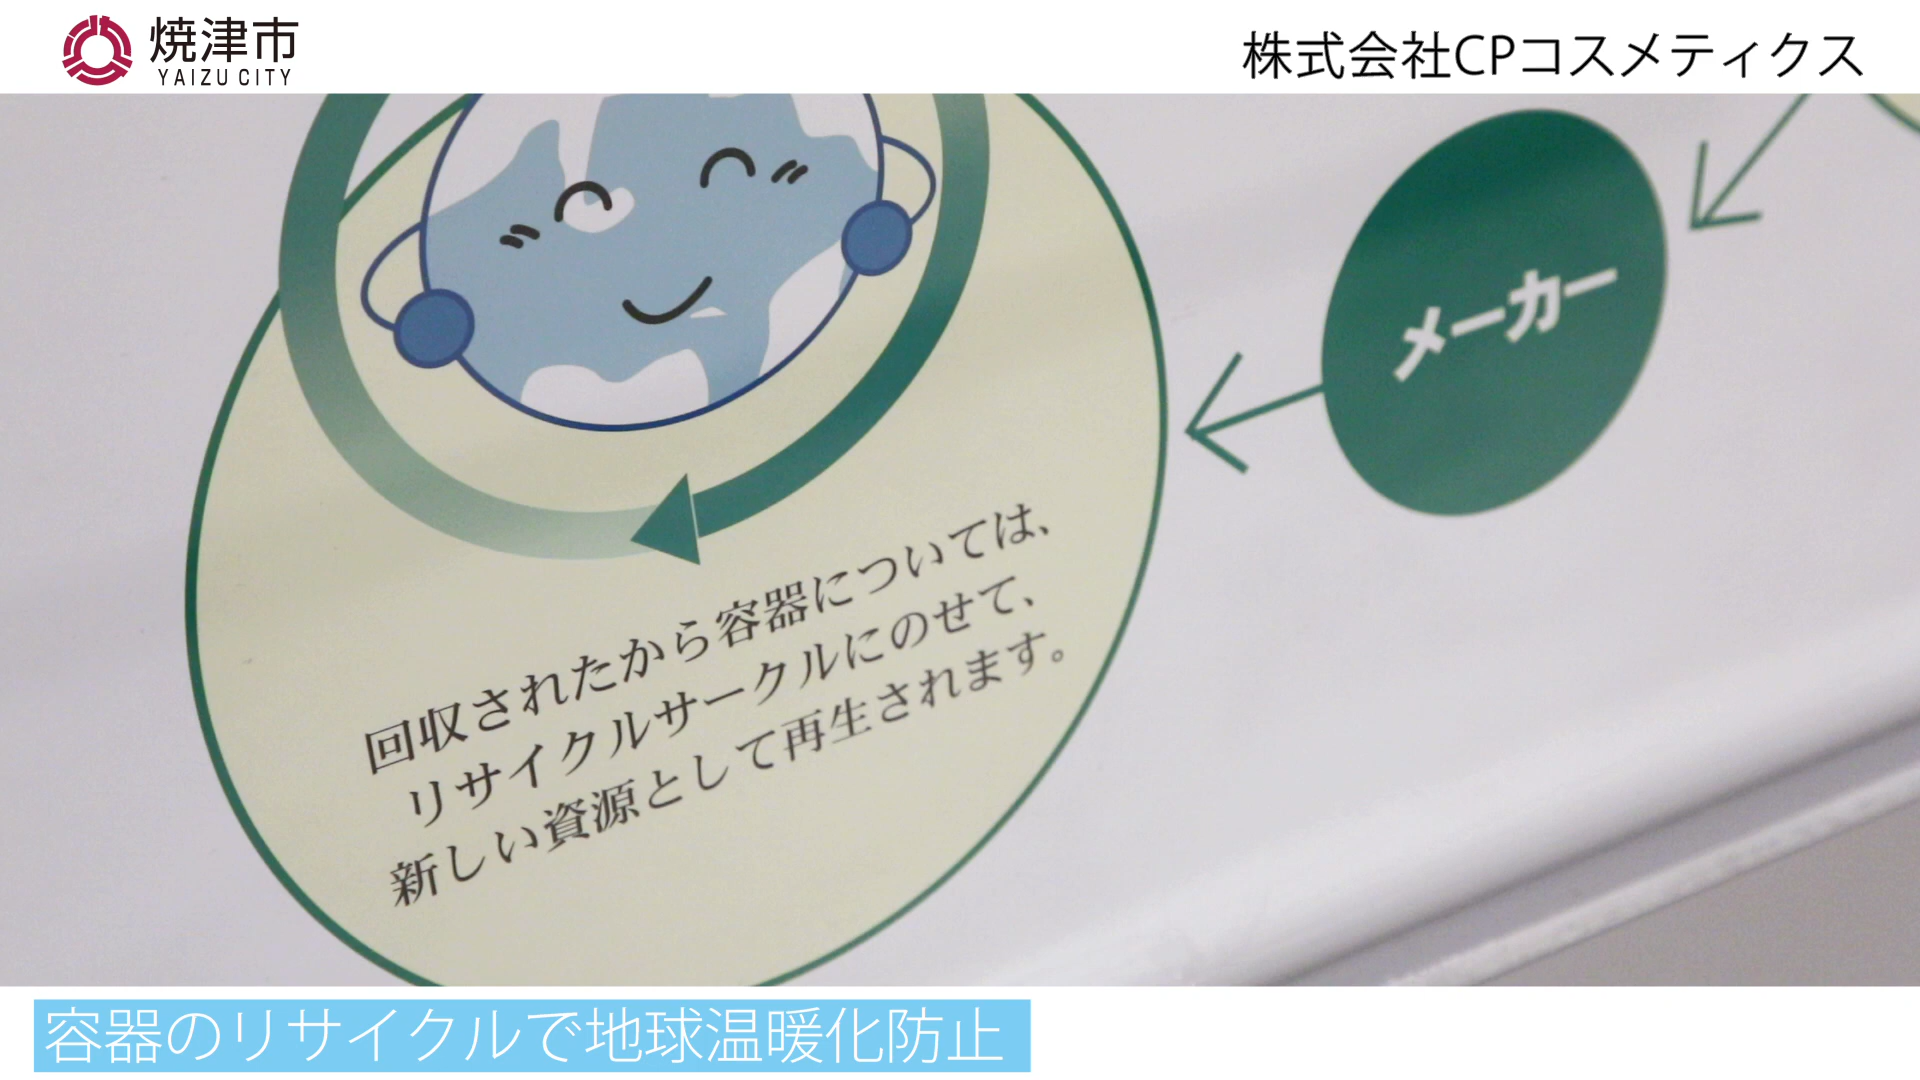 焼津市
YAIZU CITY
株式会社CPコスメティクス
メーカー
回収されたから容器については、
リサイクルサークルにのせて、
新しい資源として再生されます。
容器のリサイクルで地球温暖化防止